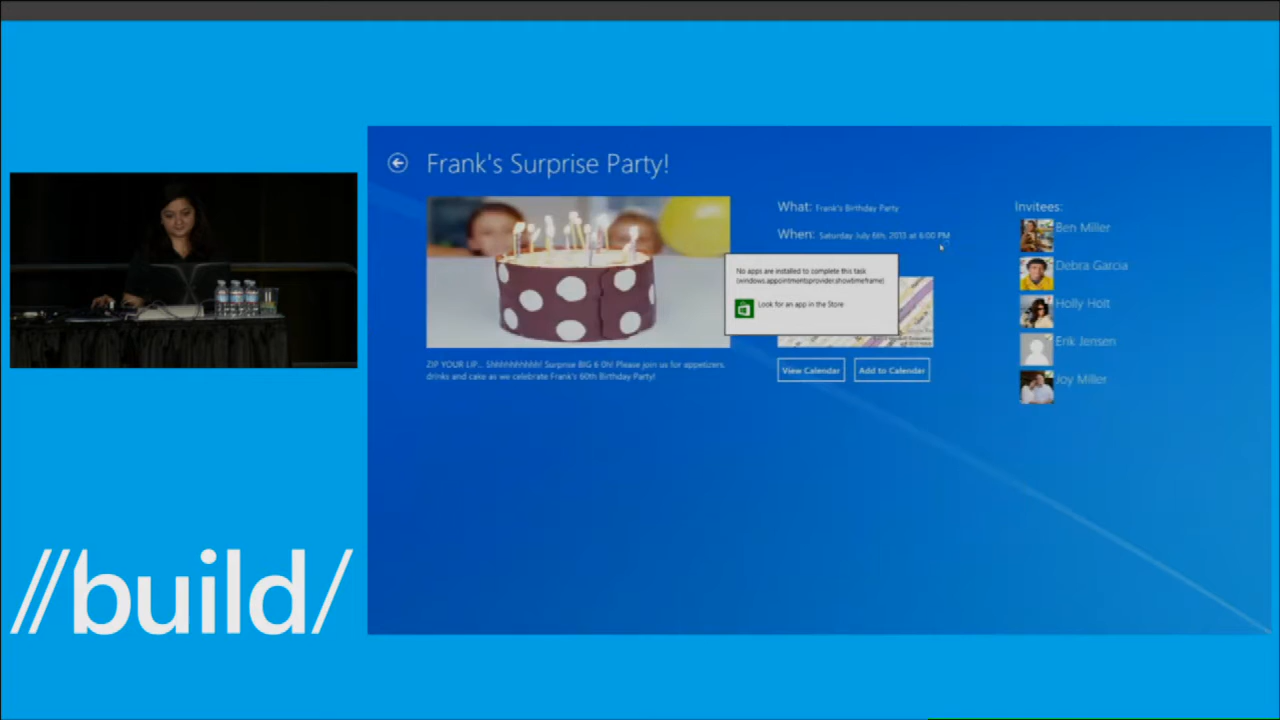 Frank's Surprise Party!
What: Frank's Birthday Party
When: Saturday July 6th, 2013 at 6:00 PM
No apps are installed to complete this task
(windows.appointmentsprovider.showtimeframe)
Look for an app in the Store
View Calendar
Add to Calendar
ZIP YOUR LIP... Shhhhhhhhhh! Surprise BIG 6 Oh! Please join us for appetizers,
drinks and cake as we celebrate Frank's 60th Birthday Party!
Invitees:
Ben Miller
Debra Garcia
Holly Holt
Erik Jensen
Joy Miller
//build/